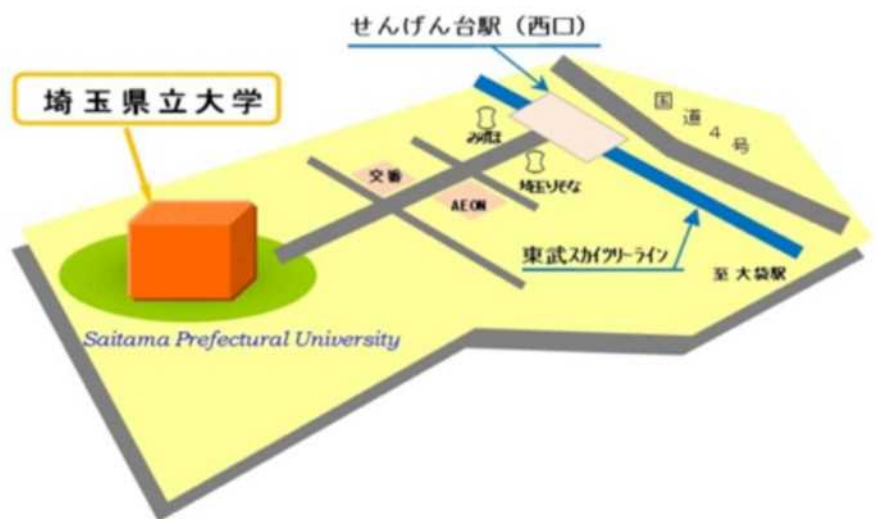 せんげん台駅（西口）
埼玉県立大学
国道4号
みずほ
交番
埼玉りそな
AEON
東武スカイツリーライン
至 大袋駅
Saitama Prefectural University